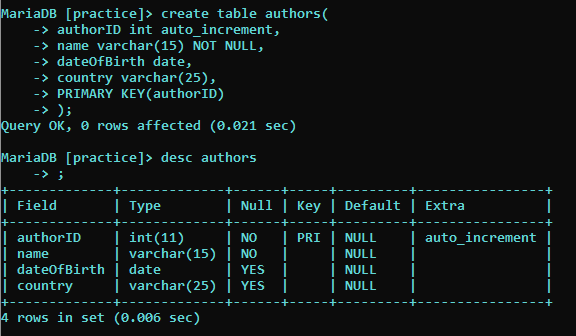 MariaDB [practice]> create table authors(
    -> authorID int auto_increment,
    -> name varchar(15) NOT NULL,
    -> dateOfBirth date,
    -> country varchar(25),
    -> PRIMARY KEY(authorID)
    -> );
Query OK, 0 rows affected (0.021 sec)

MariaDB [practice]> desc authors
    -> ;
+-------------+-------------+------+-----+---------+----------------+
| Field       | Type        | Null | Key | Default | Extra          |
+-------------+-------------+------+-----+---------+----------------+
| authorID    | int(11)     | NO   | PRI | NULL    | auto_increment |
| name        | varchar(15) | NO   |     | NULL    |                |
| dateOfBirth | date        | YES  |     | NULL    |                |
| country     | varchar(25) | YES  |     | NULL    |                |
+-------------+-------------+------+-----+---------+----------------+
4 rows in set (0.006 sec)